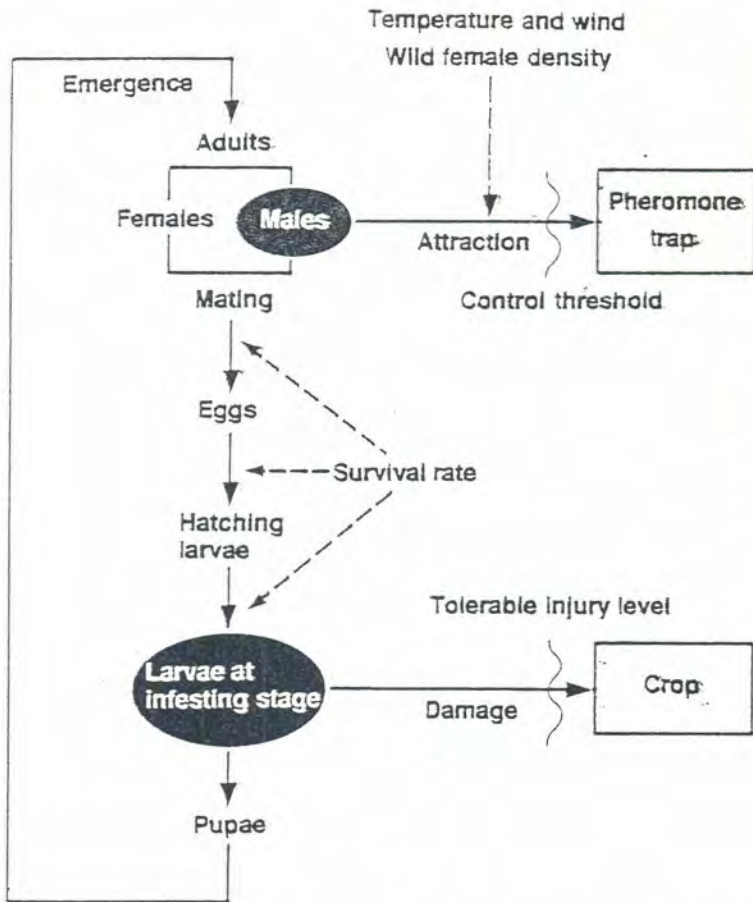 Temperature and wind
Wild female density
Emergence
Adults
Females
Males
Pheromone
trap
Attraction
Mating
Control threshold
Eggs
Survival rate
Hatching
larvae
Tolerable injury level
Larvae at
infesting stage
Crop
Damage
Pupae